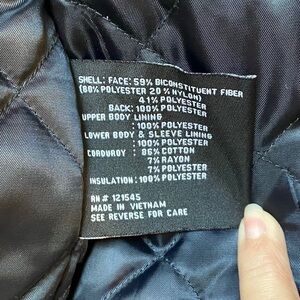 SHELL: FACE: 59% BICONSTITUENT FIBER
(80% POLYESTER 20% NYLON)
41% POLYESTER
BACK: 100% POLYESTER
UPPER BODY LINING
:100% POLYESTER
LOWER BODY & SLEEVE LINING
:100% POLYESTER
CORDUROY : 86% COTTON
7% RAYON
7% POLYESTER
INSULATION: 100% POLYESTER
RN# 121545
MADE IN VIETNAM
SEE REVERSE FOR CARE